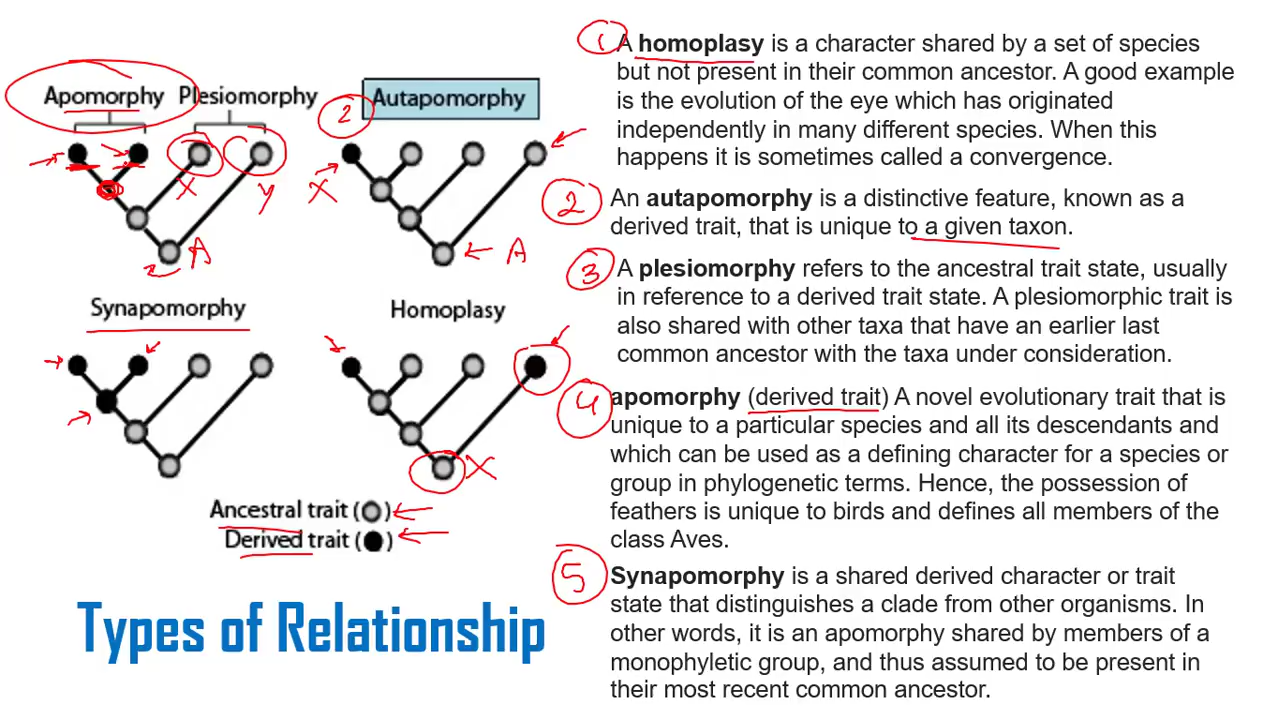 Apomorphy Plesiomorphy
X
y
A
2
Autapomorphy
X
A
Synapomorphy
Homoplasy
X
Ancestral trait ( )
Derived trait ( )
Types of Relationship
1
A homoplasy is a character shared by a set of species
but not present in their common ancestor. A good example
is the evolution of the eye which has originated
independently in many different species. When this
happens it is sometimes called a convergence.
2
An autapomorphy is a distinctive feature, known as a
derived trait, that is unique to a given taxon.
3
A plesiomorphy refers to the ancestral trait state, usually
in reference to a derived trait state. A plesiomorphic trait is
also shared with other taxa that have an earlier last
common ancestor with the taxa under consideration.
4
apomorphy (derived trait) A novel evolutionary trait that is
unique to a particular species and all its descendants and
which can be used as a defining character for a species or
group in phylogenetic terms. Hence, the possession of
feathers is unique to birds and defines all members of the
class Aves.
5
Synapomorphy is a shared derived character or trait
state that distinguishes a clade from other organisms. In
other words, it is an apomorphy shared by members of a
monophyletic group, and thus assumed to be present in
their most recent common ancestor.